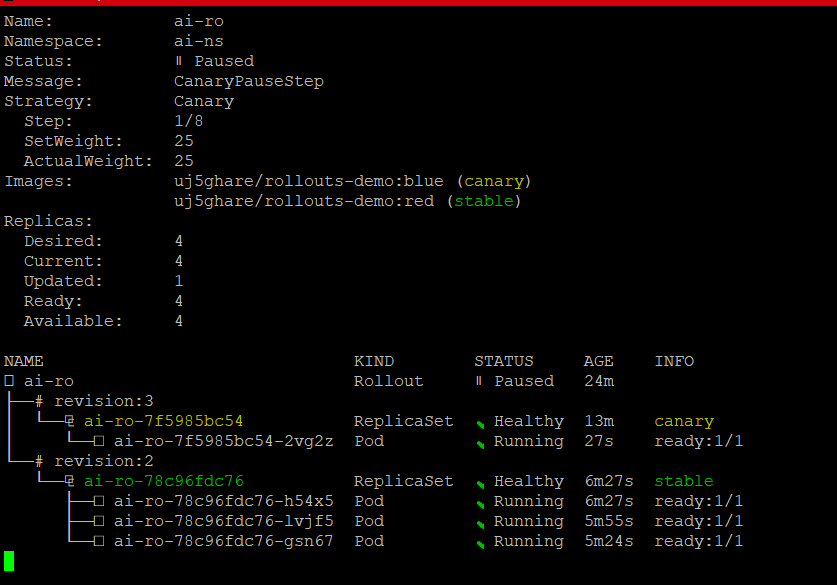 Name: ai-ro
Namespace: ai-ns
Status: ॥ Paused
Message: CanaryPauseStep
Strategy: Canary
Step: 1/8
SetWeight: 25
ActualWeight: 25
Images: uj5ghare/rollouts-demo:blue (canary)
uj5ghare/rollouts-demo:red (stable)
Replicas:
Desired: 4
Current: 4
Updated: 1
Ready: 4
Available: 4
NAME KIND STATUS AGE INFO
ai-ro Rollout ॥ Paused 24m
# revision:3
ai-ro-7f5985bc54 ReplicaSet Healthy 13m canary
ai-ro-7f5985bc54-2vg2z Pod Running 27s ready:1/1
# revision:2
ai-ro-78c96fdc76 ReplicaSet Healthy 6m27s stable
ai-ro-78c96fdc76-h54x5 Pod Running 6m27s ready:1/1
ai-ro-78c96fdc76-lvjf5 Pod Running 5m55s ready:1/1
ai-ro-78c96fdc76-gsn67 Pod Running 5m24s ready:1/1